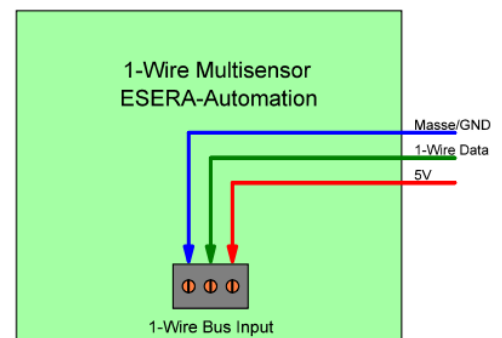 1-Wire Multisensor
ESERA-Automation
Masse/GND
1-Wire Data
5V
1-Wire Bus Input